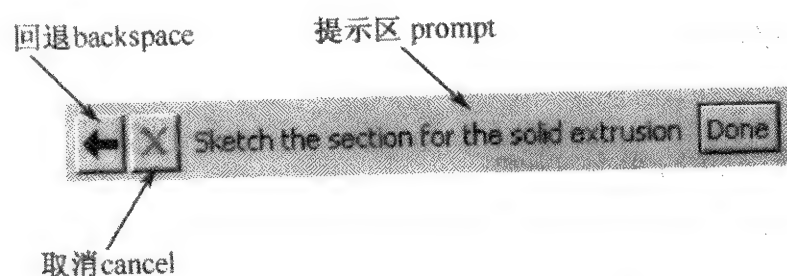 回退backspace
提示区 prompt
Sketch the section for the solid extrusion Done
取消cancel